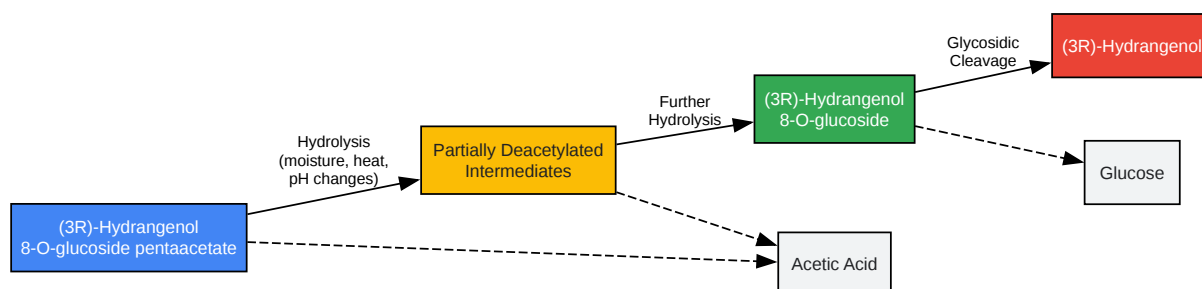 (3R)-Hydrangenol
8-O-glucoside pentaacetate
Hydrolysis
(moisture, heat,
pH changes)
Partially Deacetylated
Intermediates
Further
Hydrolysis
(3R)-Hydrangenol
8-O-glucoside
Glycosidic
Cleavage
(3R)-Hydrangenol
Glucose
Acetic Acid